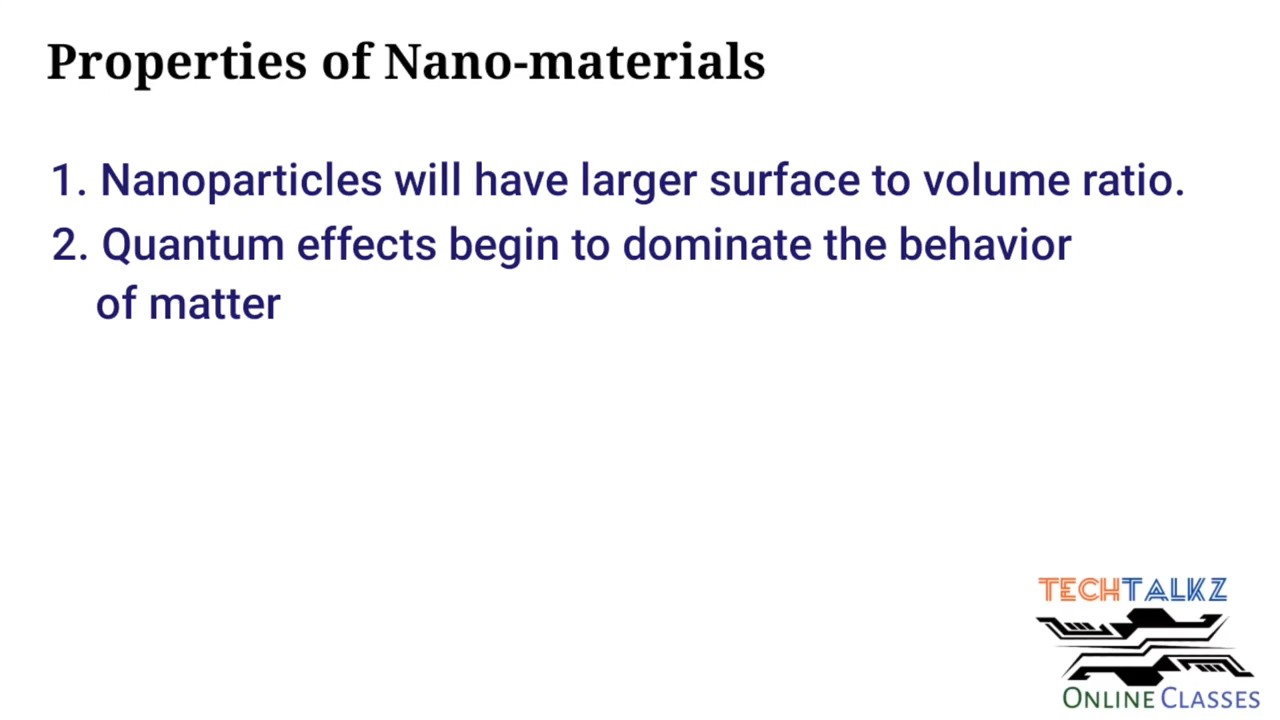 Properties of Nano-materials
1. Nanoparticles will have larger surface to volume ratio.
2. Quantum effects begin to dominate the behavior
of matter
TECHTALKZ
ONLINE CLASSES